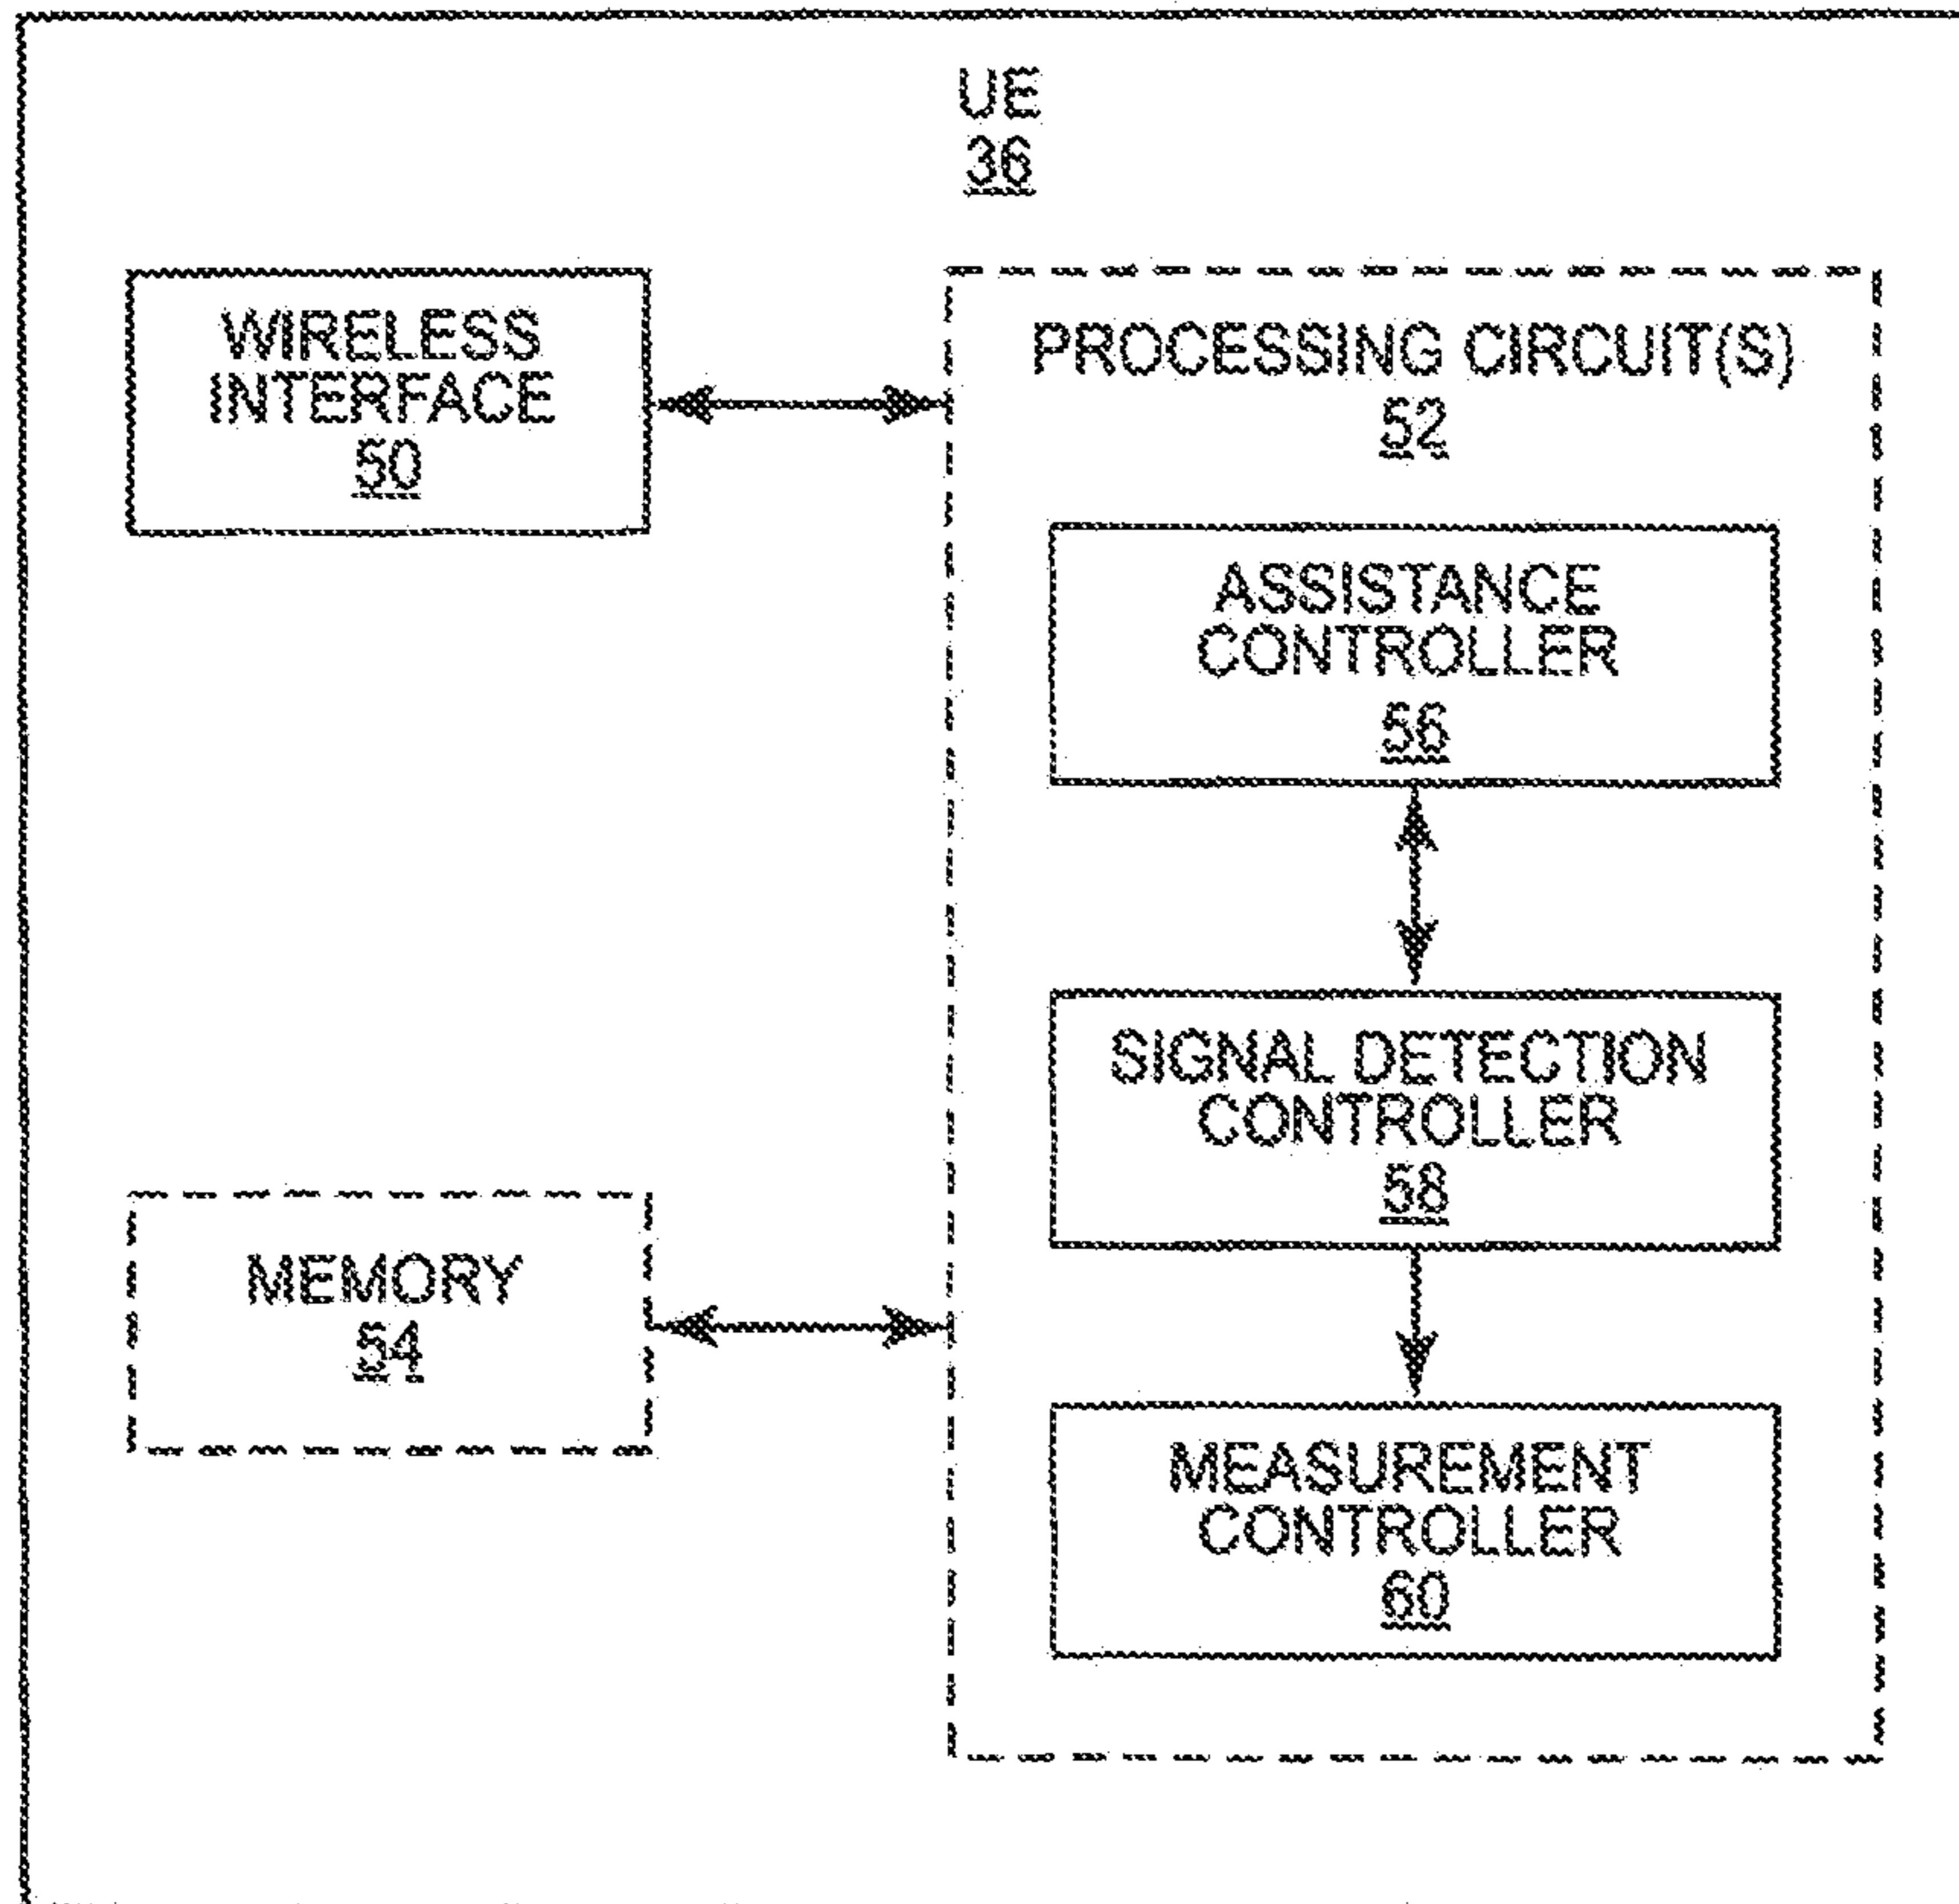 UE
36
WIRELESS
INTERFACE
50
PROCESSING CIRCUIT(S)
52
ASSISTANCE
CONTROLLER
56
SIGNAL DETECTION
CONTROLLER
58
MEMORY
54
MEASUREMENT
CONTROLLER
60